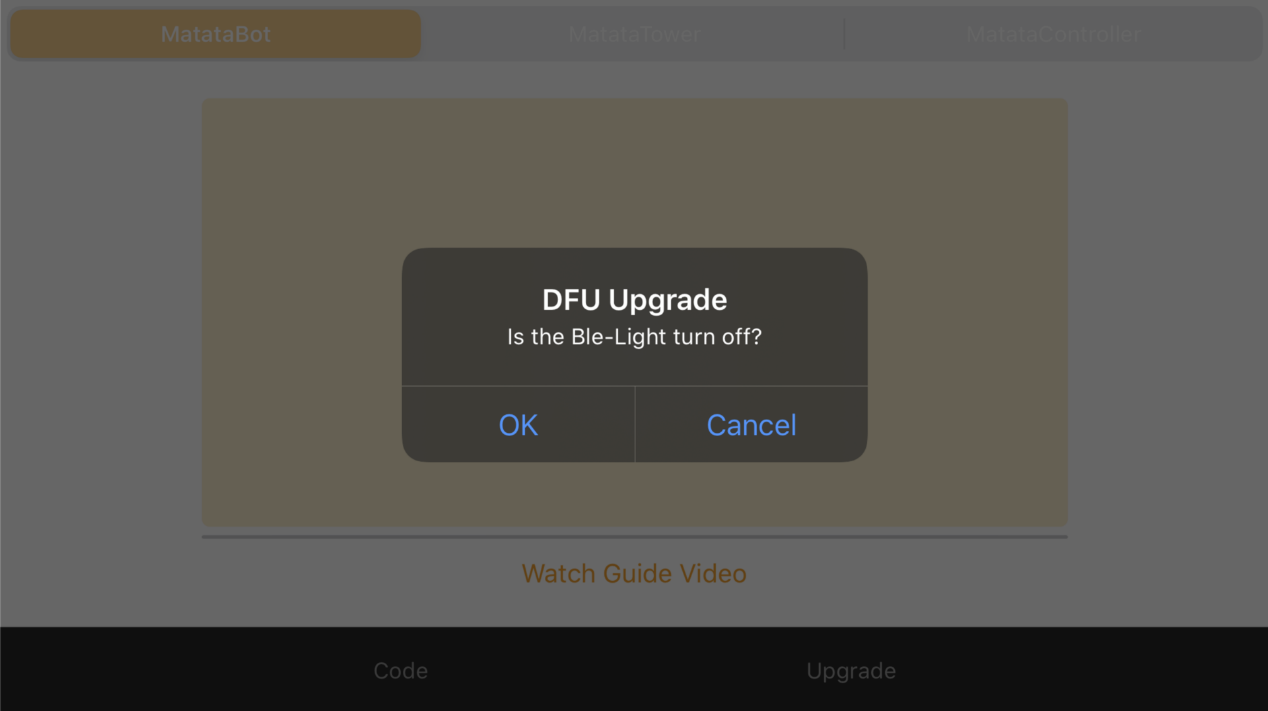 MatataBot MatataTower MatataController
DFU Upgrade
Is the Ble-Light turn off?
OK Cancel
Watch Guide Video
Code Upgrade